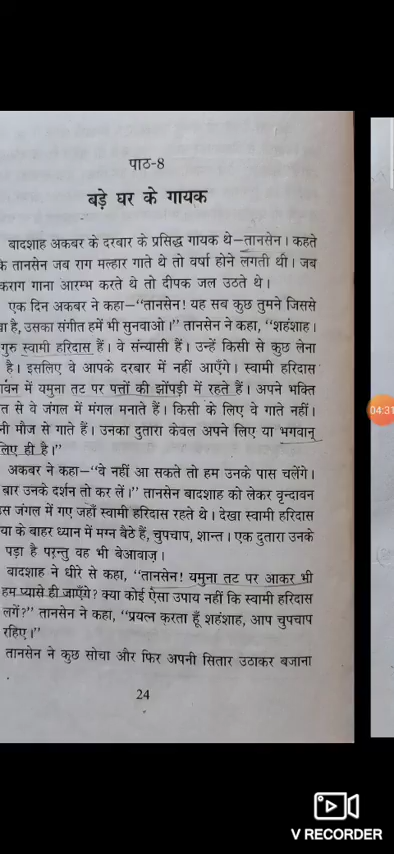 पाठ-8
बड़े घर के गायक
बादशाह अकबर के दरबार के प्रसिद्ध गायक थे—तानसेन। कहते
तानसेन जब राग मल्हार गाते थे तो वर्षा होने लगती थी। जब
कराग गाना आरम्भ करते थे तो दीपक जल उठते थे।
एक दिन अकबर ने कहा—“तानसेन! यह सब कुछ तुमने जिससे
है, उसका संगीत हमें भी सुनवाओ।” तानसेन ने कहा, “शहंशाह।
गुरु स्वामी हरिदास हैं। वे संन्यासी हैं। उन्हें किसी से कुछ लेना
है। इसलिए वे आपके दरबार में नहीं आएँगे। स्वामी हरिदास
में यमुना तट पर पत्तों की झोंपड़ी में रहते हैं। अपने भक्ति
से वे जंगल में मंगल मनाते हैं। किसी के लिए वे गाते नहीं।
नी मौज से गाते हैं। उनका दुतारा केवल अपने लिए या भगवान्
लिए ही है।”
अकबर ने कहा—“वे नहीं आ सकते तो हम उनके पास चलेंगे।
बार उनके दर्शन तो कर लें।” तानसेन बादशाह को लेकर वृन्दावन
स जंगल में गए जहाँ स्वामी हरिदास रहते थे। देखा स्वामी हरिदास
या के बाहर ध्यान में मग्न बैठे हैं, चुपचाप, शान्त। एक दुतारा उनके
पड़ा है परन्तु वह भी बेआवाज़।
बादशाह ने धीरे से कहा, “तानसेन! यमुना तट पर आकर भी
हम प्यासे ही जाएँगे? क्या कोई ऐसा उपाय नहीं कि स्वामी हरिदास
लगें?” तानसेन ने कहा, “प्रयत्न करता हूँ शहंशाह, आप चुपचाप
रहिए।”
तानसेन ने कुछ सोचा और फिर अपनी सितार उठाकर बजाना
24
04:31
V RECORDER